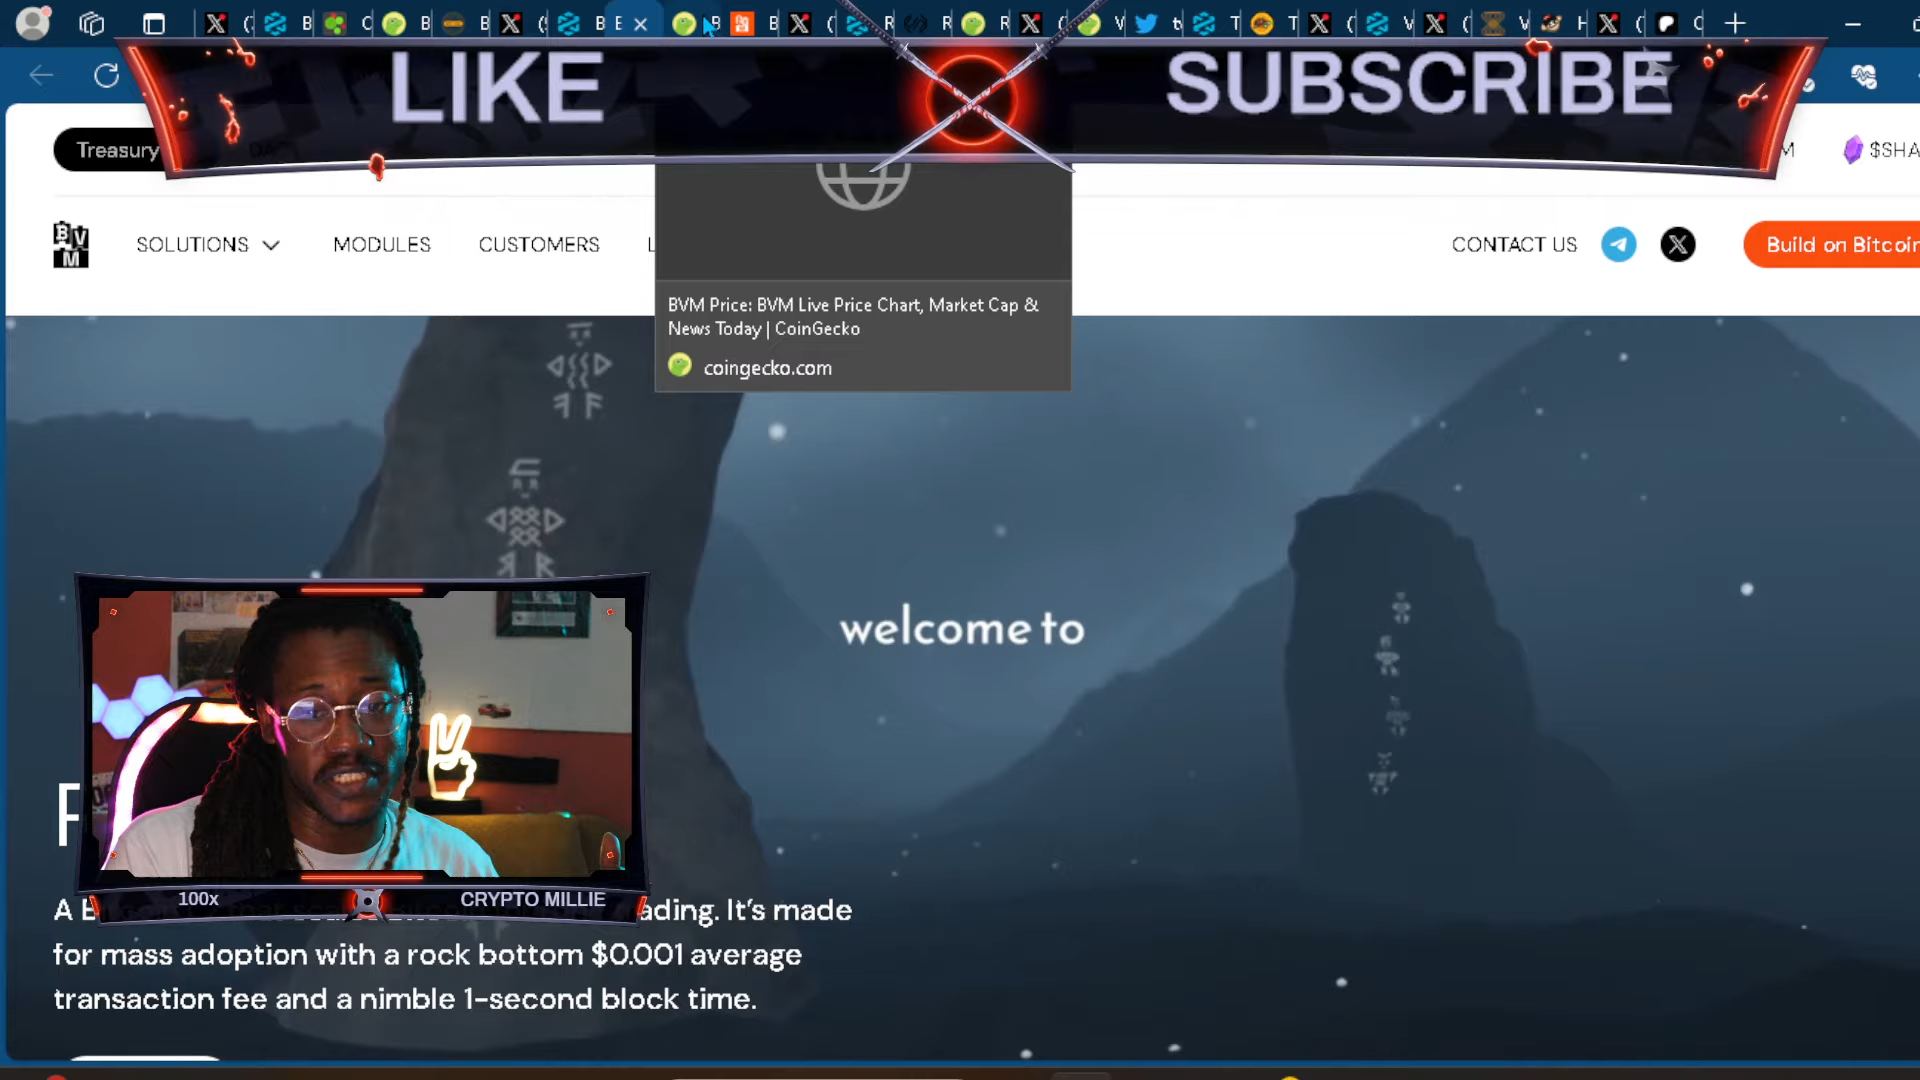 LIKE SUBSCRIBE
Treasury $SHA
BVM SOLUTIONS MODULES CUSTOMERS L CONTACT US Build on Bitcoin
BVM Price: BVM Live Price Chart, Market Cap &
News Today | CoinGecko
coingecko.com
welcome to
100x CRYPTO MILLIE
ading. It's made
for mass adoption with a rock bottom $0.001 average
transaction fee and a nimble 1-second block time.